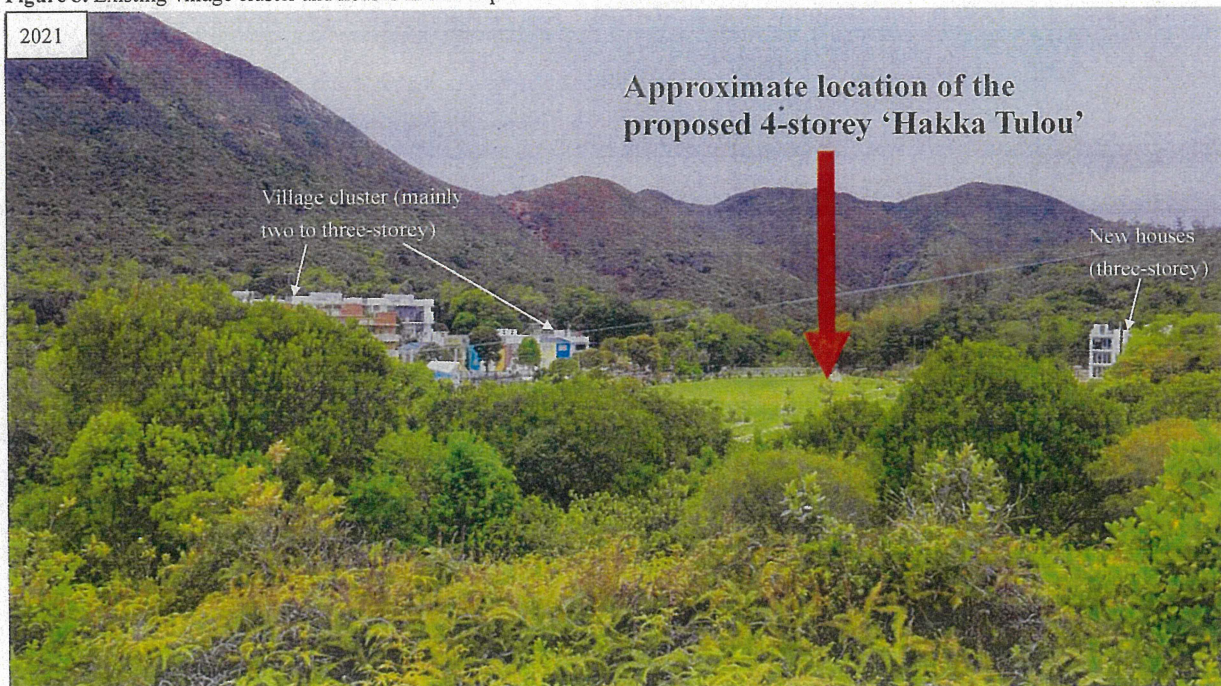 2021
Approximate location of the
proposed 4-storey ‘Hakka Tulou’
Village cluster (mainly
two to three-storey)
New houses
(three-storey)